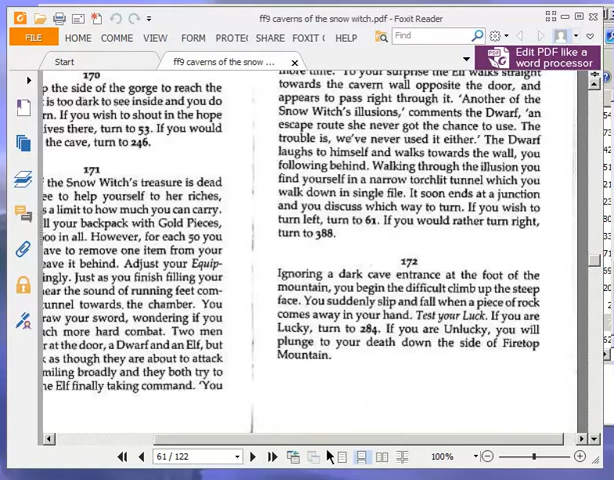 ff9 caverns of the snow witch.pdf - Foxit Reader
FILE
HOME
COMME
VIEW
FORM
PROTE
SHARE
FOXIT C
HELP
Find
Edit PDF like a
word processor
Start
ff9 caverns of the snow ...
170
p the side of the gorge to reach the
t is too dark to see inside and you do
rn. If you wish to shout in the hope
ives there, turn to 53. If you would
the cave, turn to 246.
171
f the Snow Witch's treasure is dead
ee to help yourself to her riches,
s a limit to how much you can carry.
ll your backpack with Gold Pieces,
oo in all. However, for each 50 you
ave to remove one item from your
eave it behind. Adjust your Equip-
ingly. Just as you finish filling your
hear the sound of running feet com-
tunnel towards the chamber. You
raw your sword, wondering if you
uch more hard combat. Two men
r at the door, a Dwarf and an Elf, but
k as though they are about to attack
miling broadly and they both try to
he Elf finally taking command. 'You
more time.' To your surprise the Elf walks straight
towards the cavern wall opposite the door, and
appears to pass right through it. 'Another of the
Snow Witch's illusions,' comments the Dwarf, 'an
escape route she never got the chance to use. The
trouble is, we've never used it either.' The Dwarf
laughs to himself and walks towards the wall, you
following behind. Walking through the illusion you
find yourself in a narrow torchlit tunnel which you
walk down in single file. It soon ends at a junction
and you discuss which way to turn. If you wish to
turn left, turn to 61. If you would rather turn right,
turn to 388.
172
Ignoring a dark cave entrance at the foot of the
mountain, you begin the difficult climb up the steep
face. You suddenly slip and fall when a piece of rock
comes away in your hand. Test your Luck. If you are
Lucky, turn to 284. If you are Unlucky, you will
plunge to your death down the side of Firetop
Mountain.
61 / 122
100%